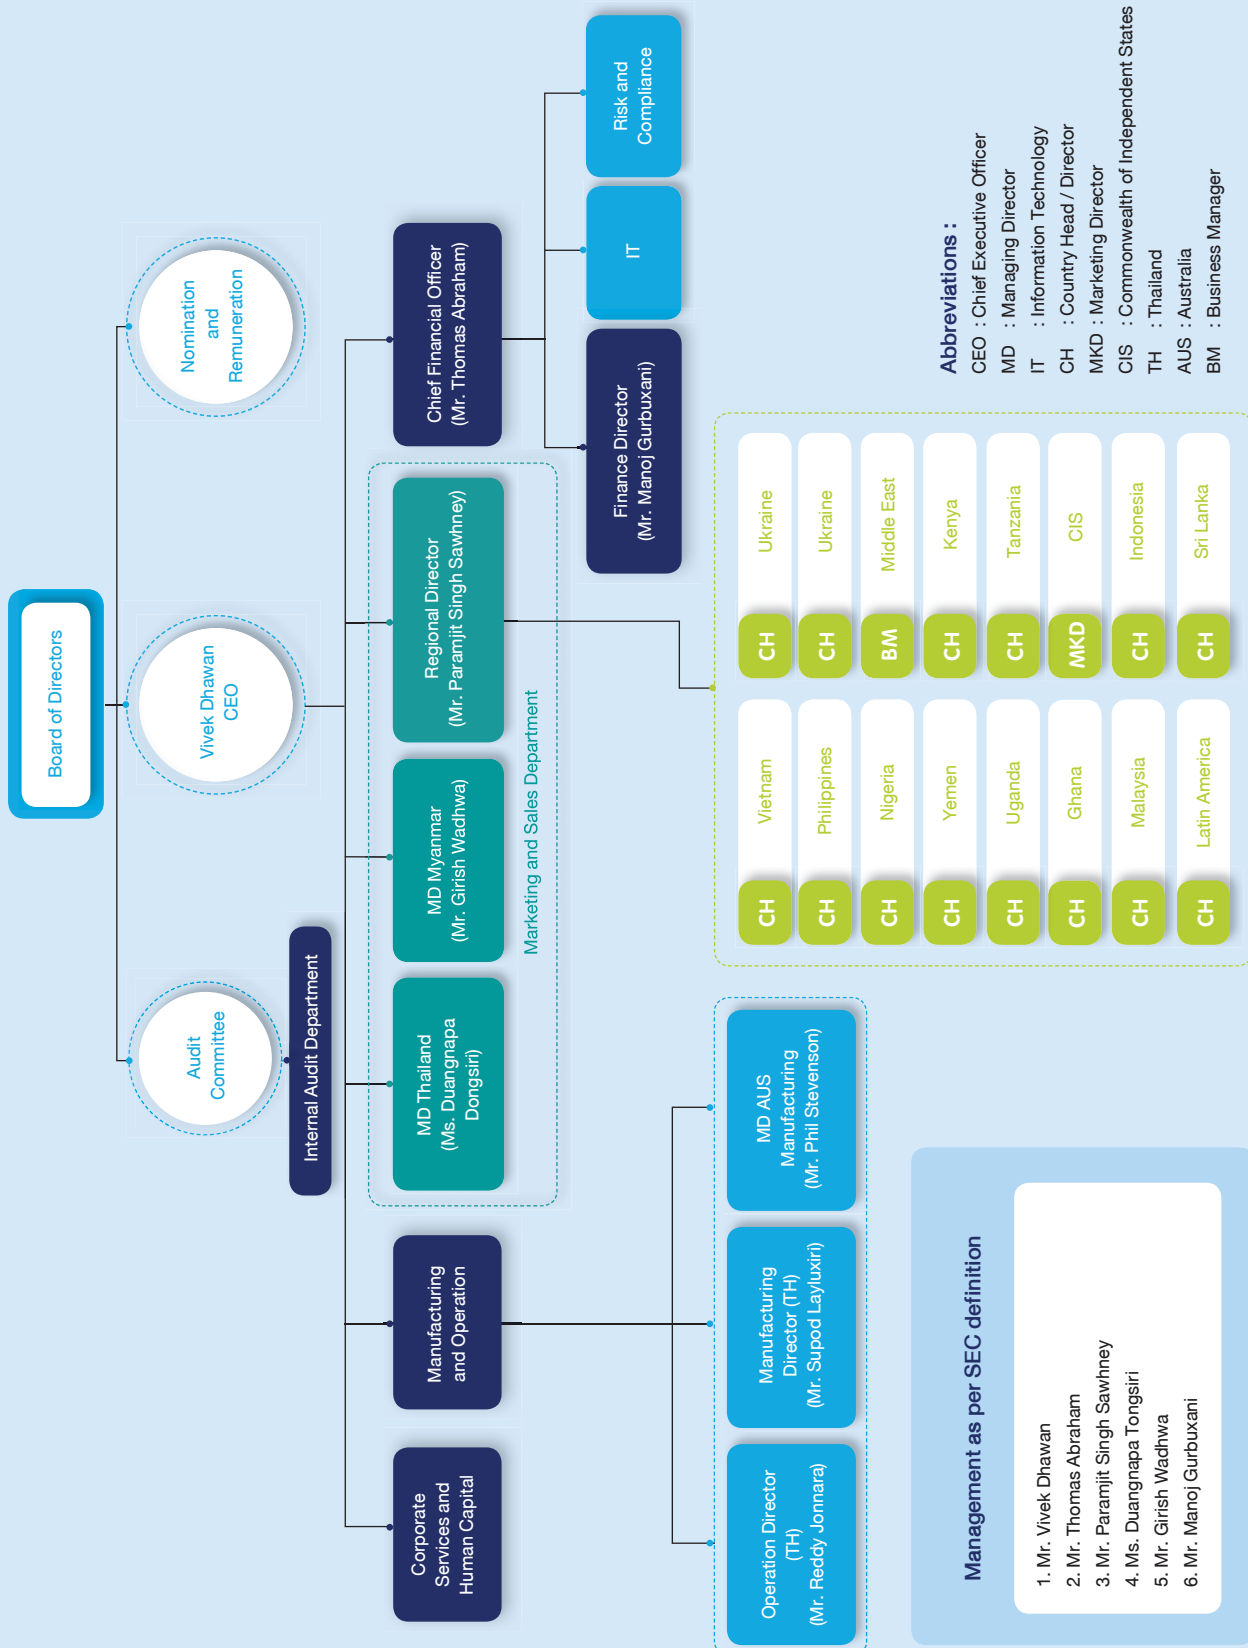 Board of Directors
Audit
Committee
Vivek Dhawan
CEO
Nomination
and
Remuneration
Internal Audit Department
Corporate
Services and
Human Capital
Manufacturing
and Operation
MD Thailand
(Ms. Duangnapa
Dongsiri)
MD Myanmar
(Mr. Girish Wadhwa)
Regional Director
(Mr. Paramjit Singh Sawhney)
Marketing and Sales Department
Chief Financial Officer
(Mr. Thomas Abraham)
Finance Director
(Mr. Manoj Gurbuxani)
IT
Risk and
Compliance
Operation Director
(TH)
(Mr. Reddy Jonnara)
Manufacturing
Director (TH)
(Mr. Supod Layluxiri)
MD AUS
Manufacturing
(Mr. Phil Stevenson)
CH Vietnam CH Ukraine
CH Philippines CH Ukraine
CH Nigeria BM Middle East
CH Yemen CH Kenya
CH Uganda CH Tanzania
CH Ghana MKD CIS
CH Malaysia CH Indonesia
CH Latin America CH Sri Lanka
Management as per SEC definition
1. Mr. Vivek Dhawan
2. Mr. Thomas Abraham
3. Mr. Paramjit Singh Sawhney
4. Ms. Duangnapa Tongsiri
5. Mr. Girish Wadhwa
6. Mr. Manoj Gurbuxani
Abbreviations :
CEO : Chief Executive Officer
MD : Managing Director
IT : Information Technology
CH : Country Head / Director
MKD : Marketing Director
CIS : Commonwealth of Independent States
TH : Thailand
AUS : Australia
BM : Business Manager